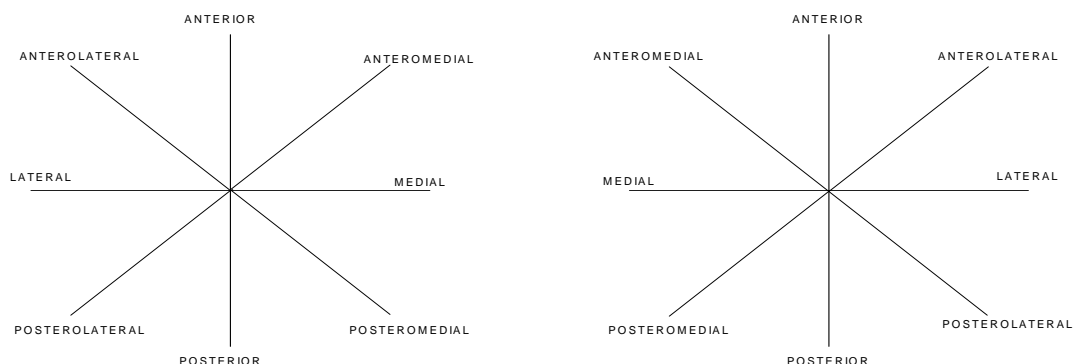 ANTERIOR
ANTEROLATERAL
ANTEROMEDIAL
LATERAL
MEDIAL
POSTEROLATERAL
POSTEROMEDIAL
POSTERIOR
ANTERIOR
ANTEROMEDIAL
ANTEROLATERAL
MEDIAL
LATERAL
POSTEROMEDIAL
POSTEROLATERAL
POSTERIOR